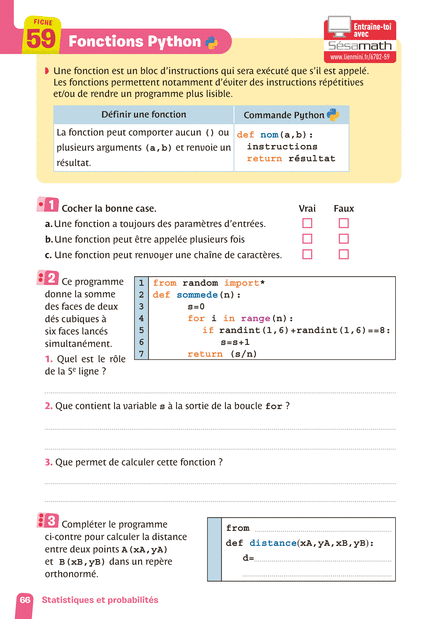 FICHE
59
Fonctions Python
Entraîne-toi
avec
Sésamath
www.lienmini.fr/6702-59
Une fonction est un bloc d'instructions qui sera exécuté que s'il est appelé.
Les fonctions permettent notamment d'éviter des instructions répétitives
et/ou de rendre un programme plus lisible.
Définir une fonction
Commande Python
La fonction peut comporter aucun () ou
plusieurs arguments (a,b) et renvoie un
résultat.
def nom(a,b):
instructions
return résultat
1 Cocher la bonne case.
Vrai Faux
a. Une fonction a toujours des paramètres d'entrées.
b. Une fonction peut être appelée plusieurs fois
c. Une fonction peut renvoyer une chaîne de caractères.
2 Ce programme
donne la somme
des faces de deux
dés cubiques à
six faces lancés
simultanément.
1. Quel est le rôle
de la 5e ligne ?
1 from random import*
2 def sommede(n):
3 s=0
4 for i in range(n):
5 if randint(1,6)+randint(1,6)==8:
6 s=s+1
7 return (s/n)
2. Que contient la variable s à la sortie de la boucle for ?
3. Que permet de calculer cette fonction ?
3 Compléter le programme
ci-contre pour calculer la distance
entre deux points A(xA,yA)
et B(xB,yB) dans un repère
orthonormé.
from
def distance(xA,yA,xB,yB):
d=
66 Statistiques et probabilités